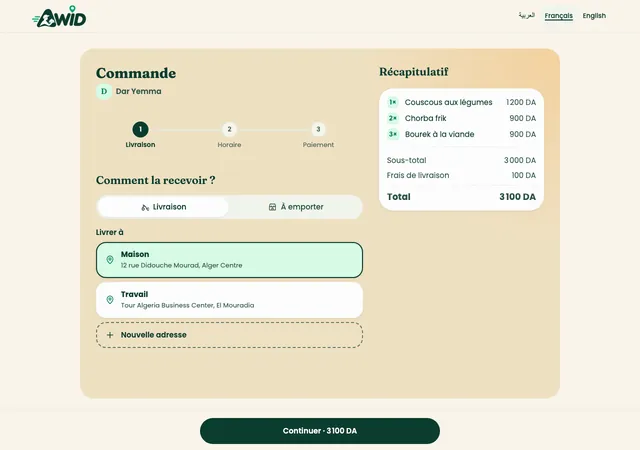 AWID
العربية
Français
English
Commande
D
Dar Yemma
1
2
3
Livraison
Horaire
Paiement
Comment la recevoir ?
Livraison
À emporter
Livrer à
Maison
12 rue Didouche Mourad, Alger Centre
Travail
Tour Algeria Business Center, El Mouradia
+ Nouvelle adresse
Récapitulatif
1× Couscous aux légumes 1 200 DA
2× Chorba frik 900 DA
3× Bourek à la viande 900 DA
Sous-total 3 000 DA
Frais de livraison 100 DA
Total 3 100 DA
Continuer · 3 100 DA